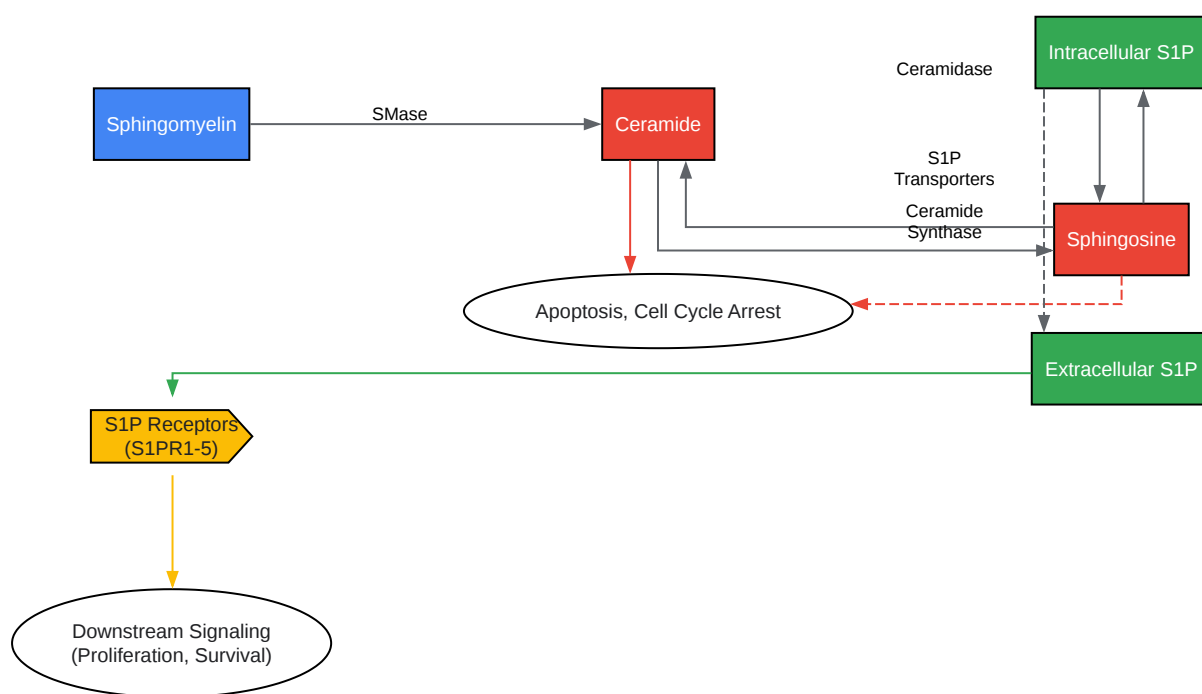 Intracellular S1P
Ceramidase
Sphingomyelin
SMase
Ceramide
S1P
Transporters
Ceramide
Synthase
Sphingosine
Apoptosis, Cell Cycle Arrest
Extracellular S1P
S1P Receptors
(S1PR1-5)
Downstream Signaling
(Proliferation, Survival)